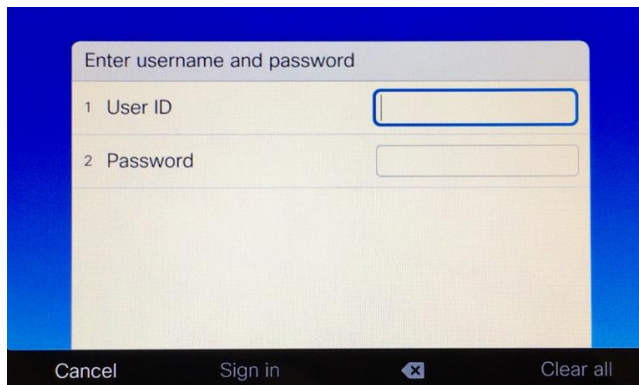 Enter username and password
1 User ID
2 Password
Cancel Sign in Clear all